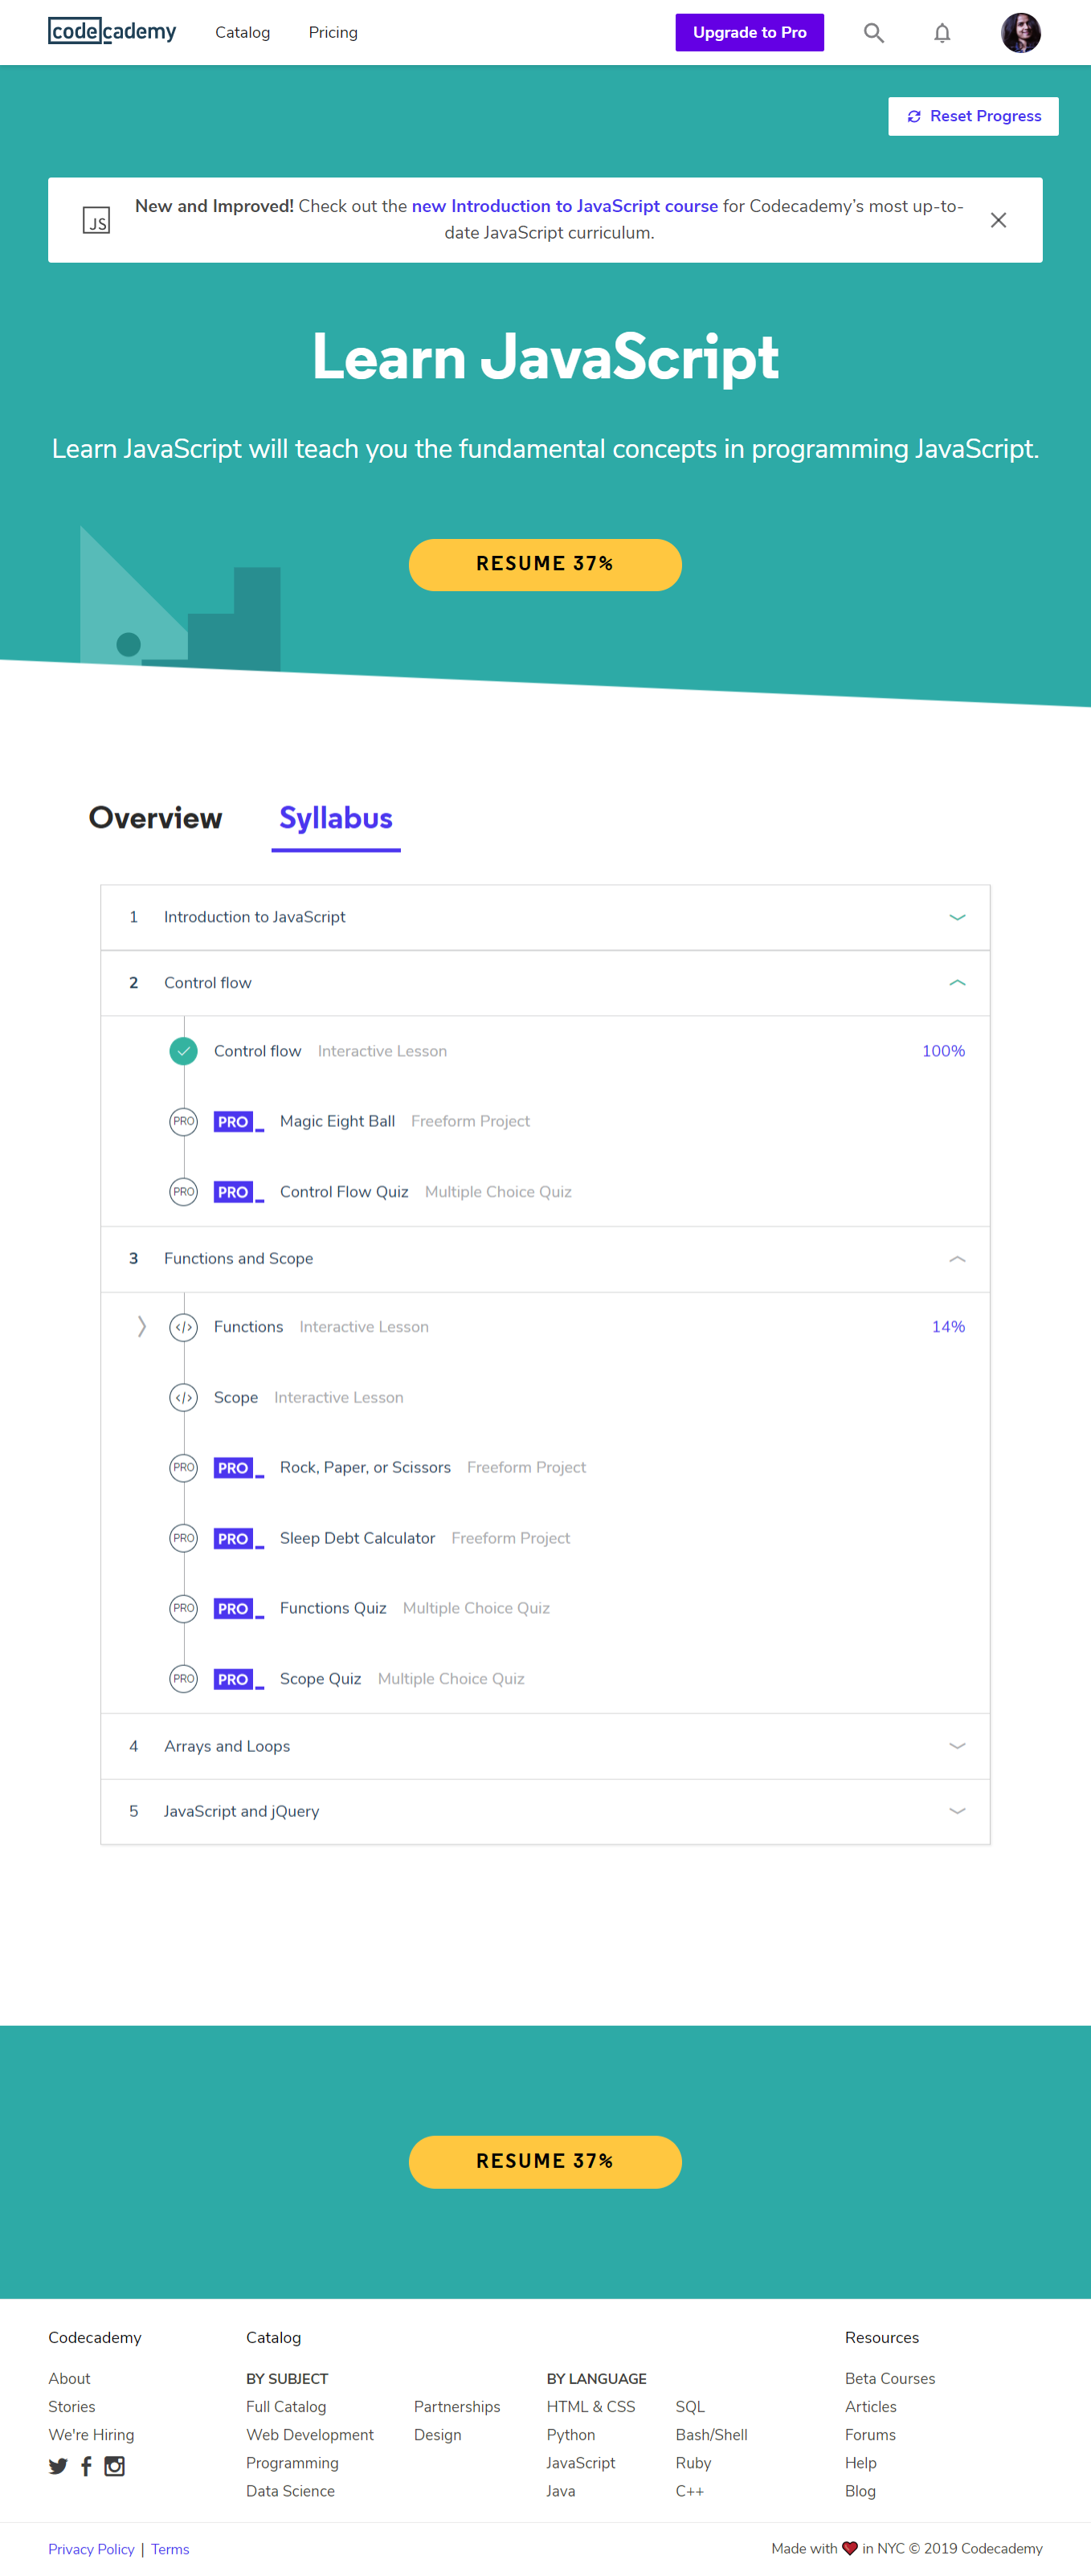 codecademy Catalog Pricing Upgrade to Pro
Reset Progress
JS
New and Improved! Check out the new Introduction to JavaScript course for Codecademy's most up-to-
date JavaScript curriculum.
Learn JavaScript
Learn JavaScript will teach you the fundamental concepts in programming JavaScript.
RESUME 37%
Overview Syllabus
1 Introduction to JavaScript
2 Control flow
Control flow Interactive Lesson 100%
PRO PRO_ Magic Eight Ball Freeform Project
PRO PRO_ Control Flow Quiz Multiple Choice Quiz
3 Functions and Scope
</> Functions Interactive Lesson 14%
</> Scope Interactive Lesson
PRO PRO_ Rock, Paper, or Scissors Freeform Project
PRO PRO_ Sleep Debt Calculator Freeform Project
PRO PRO_ Functions Quiz Multiple Choice Quiz
PRO PRO_ Scope Quiz Multiple Choice Quiz
4 Arrays and Loops
5 JavaScript and jQuery
RESUME 37%
Codecademy
About
Stories
We're Hiring
Catalog
BY SUBJECT
Full Catalog
Web Development
Programming
Data Science
Partnerships
Design
BY LANGUAGE
HTML & CSS
Python
JavaScript
Java
SQL
Bash/Shell
Ruby
C++
Resources
Beta Courses
Articles
Forums
Help
Blog
Privacy Policy | Terms
Made with ❤ in NYC © 2019 Codecademy